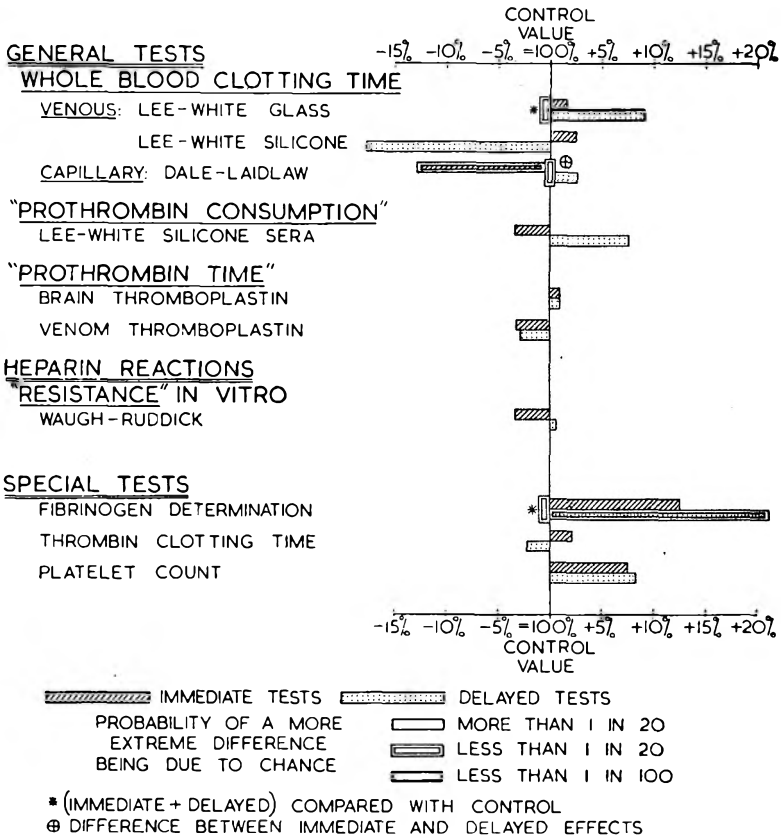 CONTROL
VALUE
-15% -10% -5% =100% +5% +10% +15% +20%
GENERAL TESTS
WHOLE BLOOD CLOTTING TIME
VENOUS: LEE-WHITE GLASS
*
LEE-WHITE SILICONE
CAPILLARY: DALE-LAIDLAW
⊕
"PROTHROMBIN CONSUMPTION"
LEE-WHITE SILICONE SERA
"PROTHROMBIN TIME"
BRAIN THROMBOPLASTIN
VENOM THROMBOPLASTIN
HEPARIN REACTIONS
"RESISTANCE" IN VITRO
WAUGH-RUDDICK
SPECIAL TESTS
FIBRINOGEN DETERMINATION
*
THROMBIN CLOTTING TIME
PLATELET COUNT
-15% -10% -5% =100% +5% +10% +15% +20%
CONTROL
VALUE
IMMEDIATE TESTS DELAYED TESTS
PROBABILITY OF A MORE
EXTREME DIFFERENCE
BEING DUE TO CHANCE
MORE THAN 1 IN 20
LESS THAN 1 IN 20
LESS THAN 1 IN 100
* (IMMEDIATE + DELAYED) COMPARED WITH CONTROL
⊕ DIFFERENCE BETWEEN IMMEDIATE AND DELAYED EFFECTS